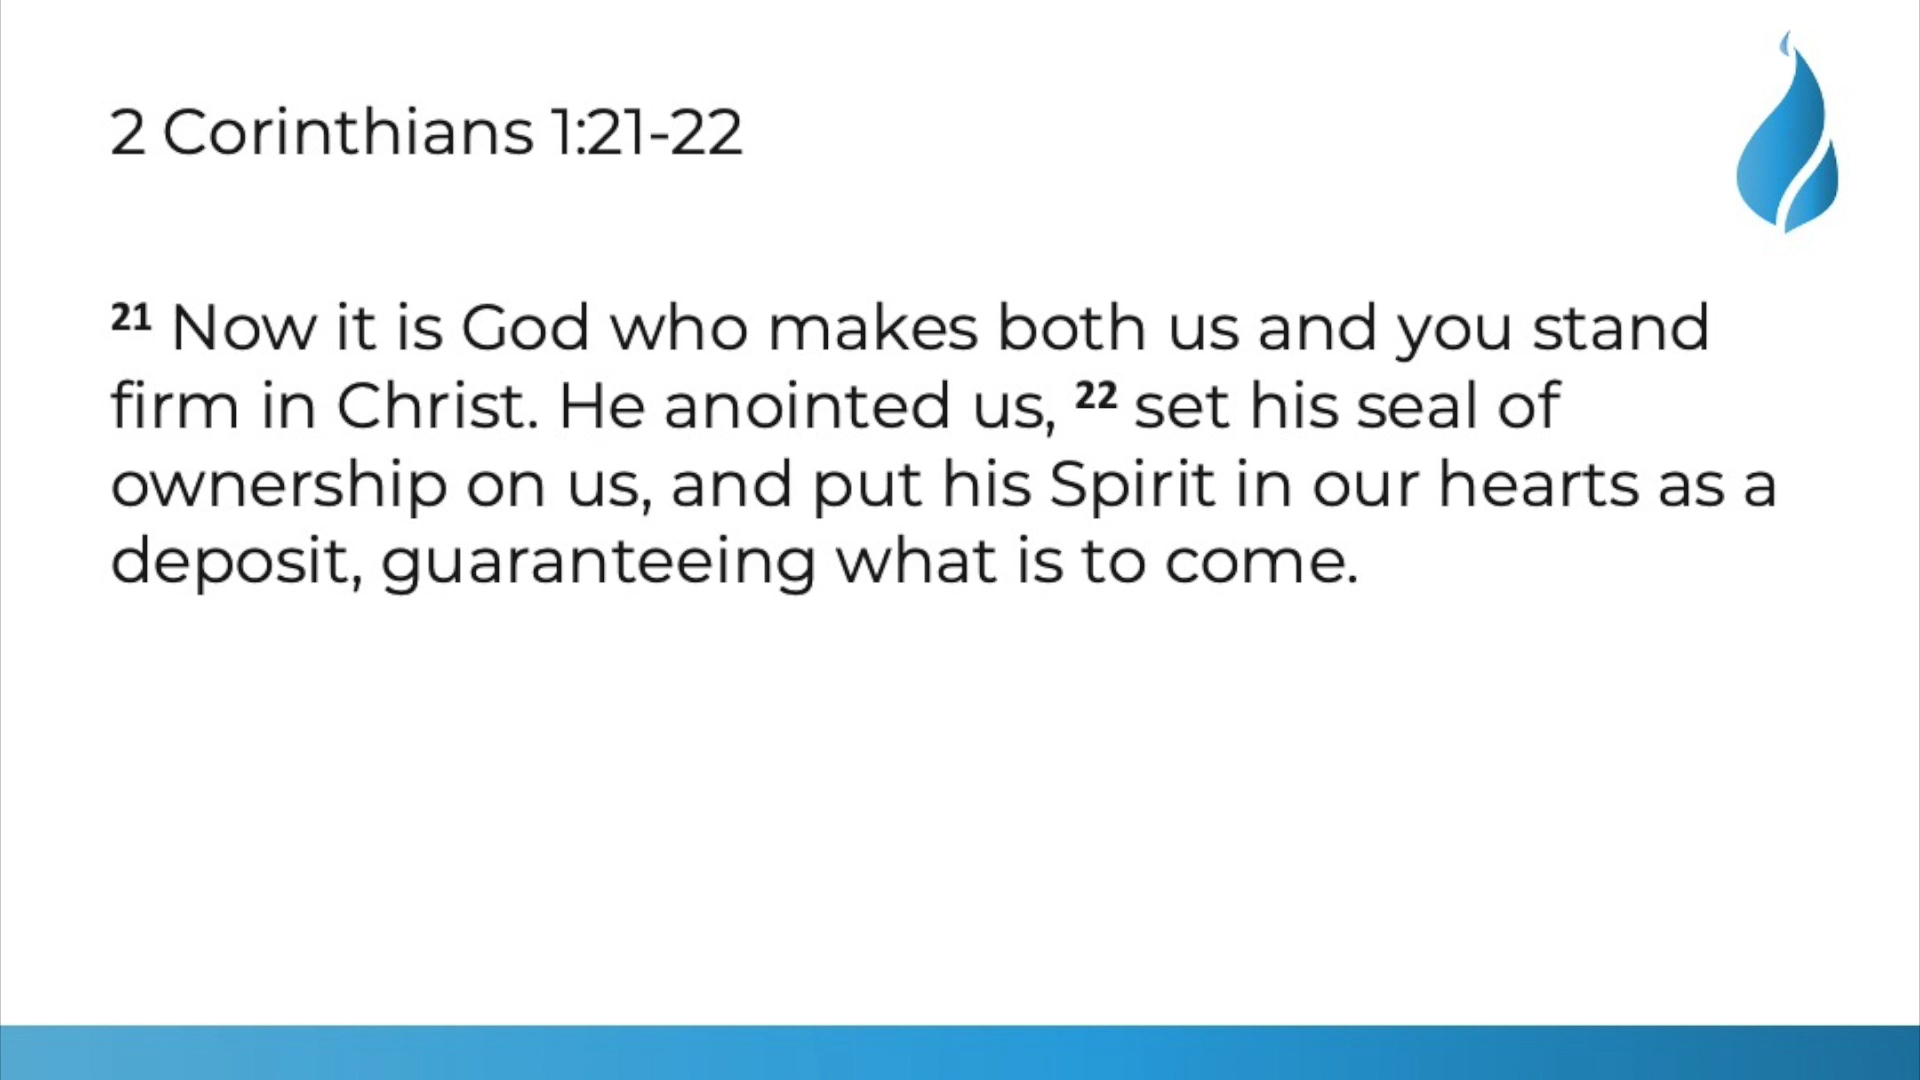 2 Corinthians 1:21-22
21 Now it is God who makes both us and you stand
firm in Christ. He anointed us, 22 set his seal of
ownership on us, and put his Spirit in our hearts as a
deposit, guaranteeing what is to come.